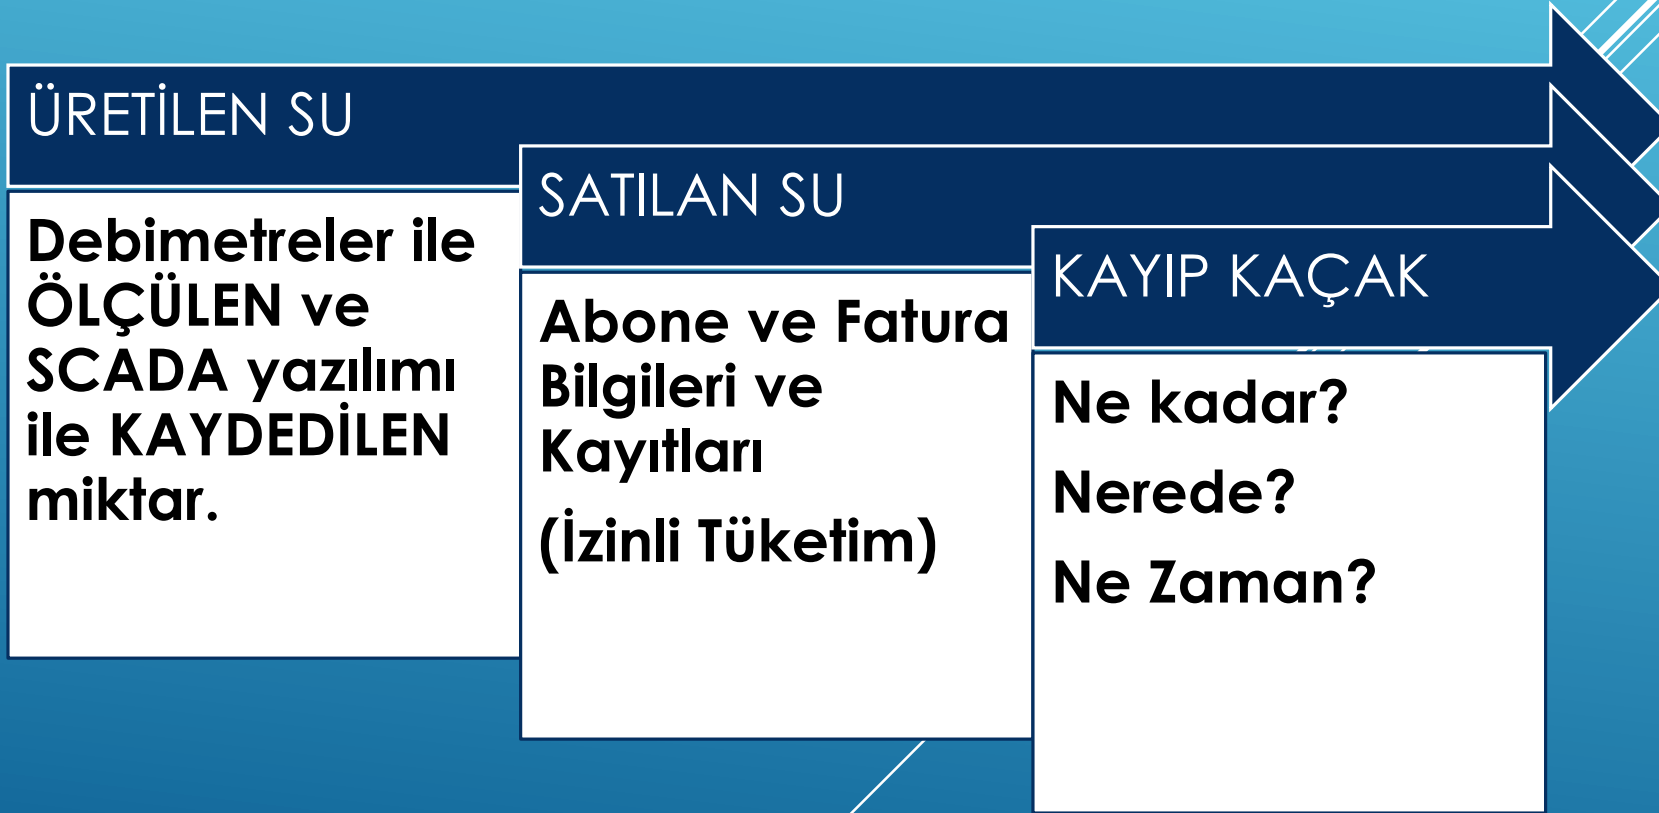 ÜRETİLEN SU
Debimetreler ile
ÖLÇÜLEN ve
SCADA yazılımı
ile KAYDEDİLEN
miktar.
SATILAN SU
Abone ve Fatura
Bilgileri ve
Kayıtları
(İzinli Tüketim)
KAYIP KAÇAK
Ne kadar?
Nerede?
Ne Zaman?